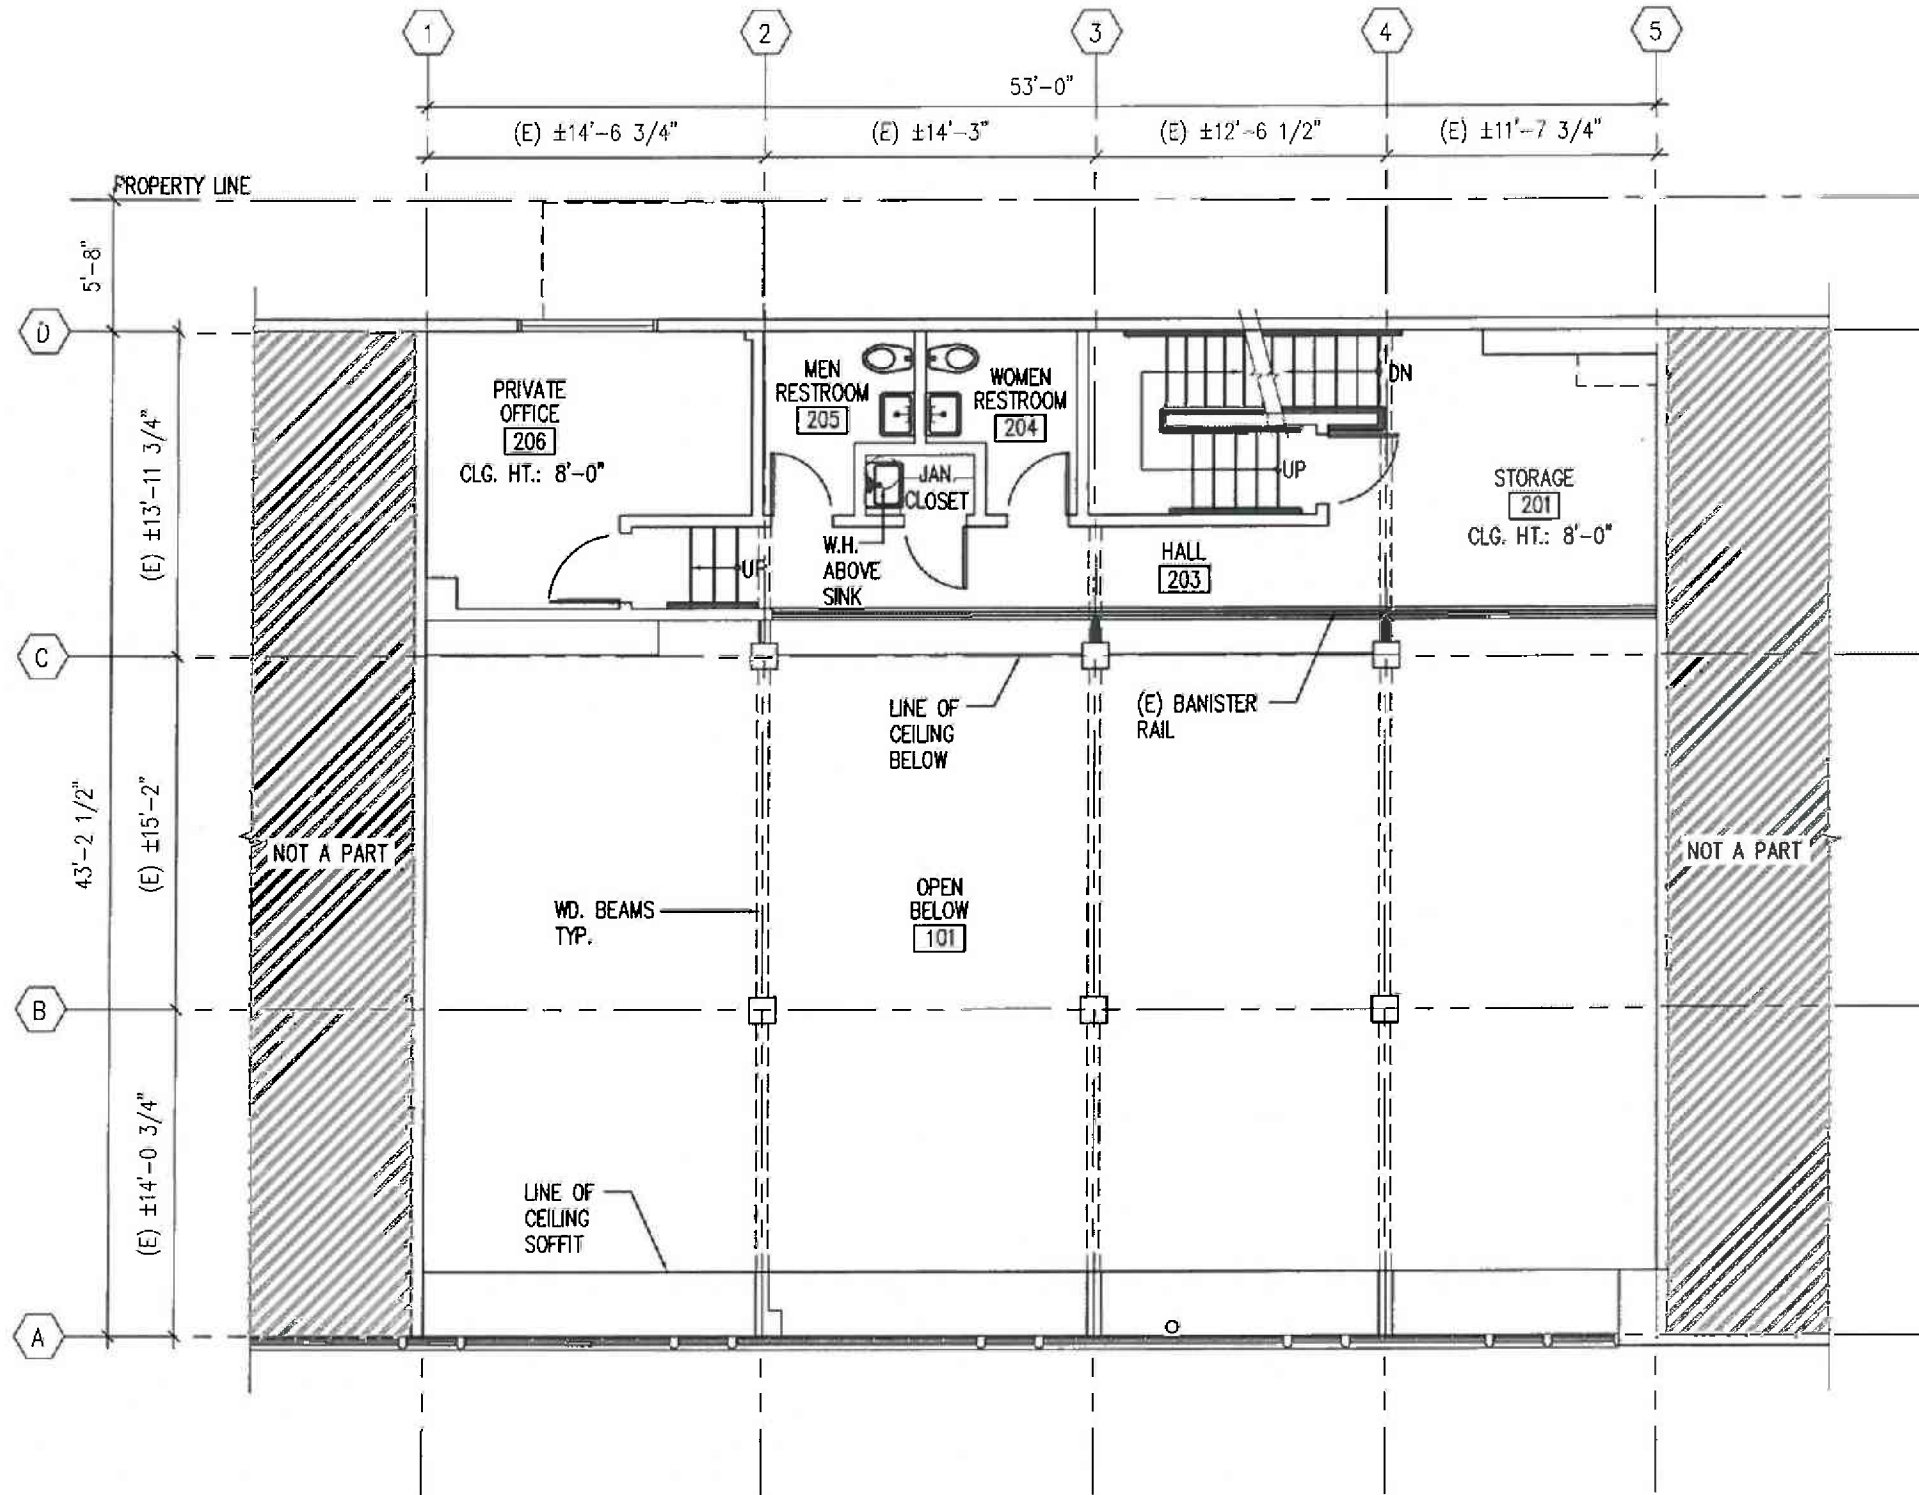 1
2
3
4
5
53'-0"
(E) ±14'-6 3/4"
(E) ±14'-3"
(E) ±12'-6 1/2"
(E) ±11'-7 3/4"
PROPERTY LINE
5'-8"
D
C
B
A
(E) ±13'-11 3/4"
43'-2 1/2"
(E) ±15'-2"
(E) ±14'-0 3/4"
PRIVATE
OFFICE
206
CLG. HT.: 8'-0"
MEN
RESTROOM
205
WOMEN
RESTROOM
204
JAN.
CLOSET
DN
UP
STORAGE
201
CLG. HT.: 8'-0"
UP
W.H.
ABOVE
SINK
HALL
203
LINE OF
CEILING
BELOW
(E) BANISTER
RAIL
NOT A PART
NOT A PART
WD. BEAMS
TYP.
OPEN
BELOW
101
LINE OF
CEILING
SOFFIT